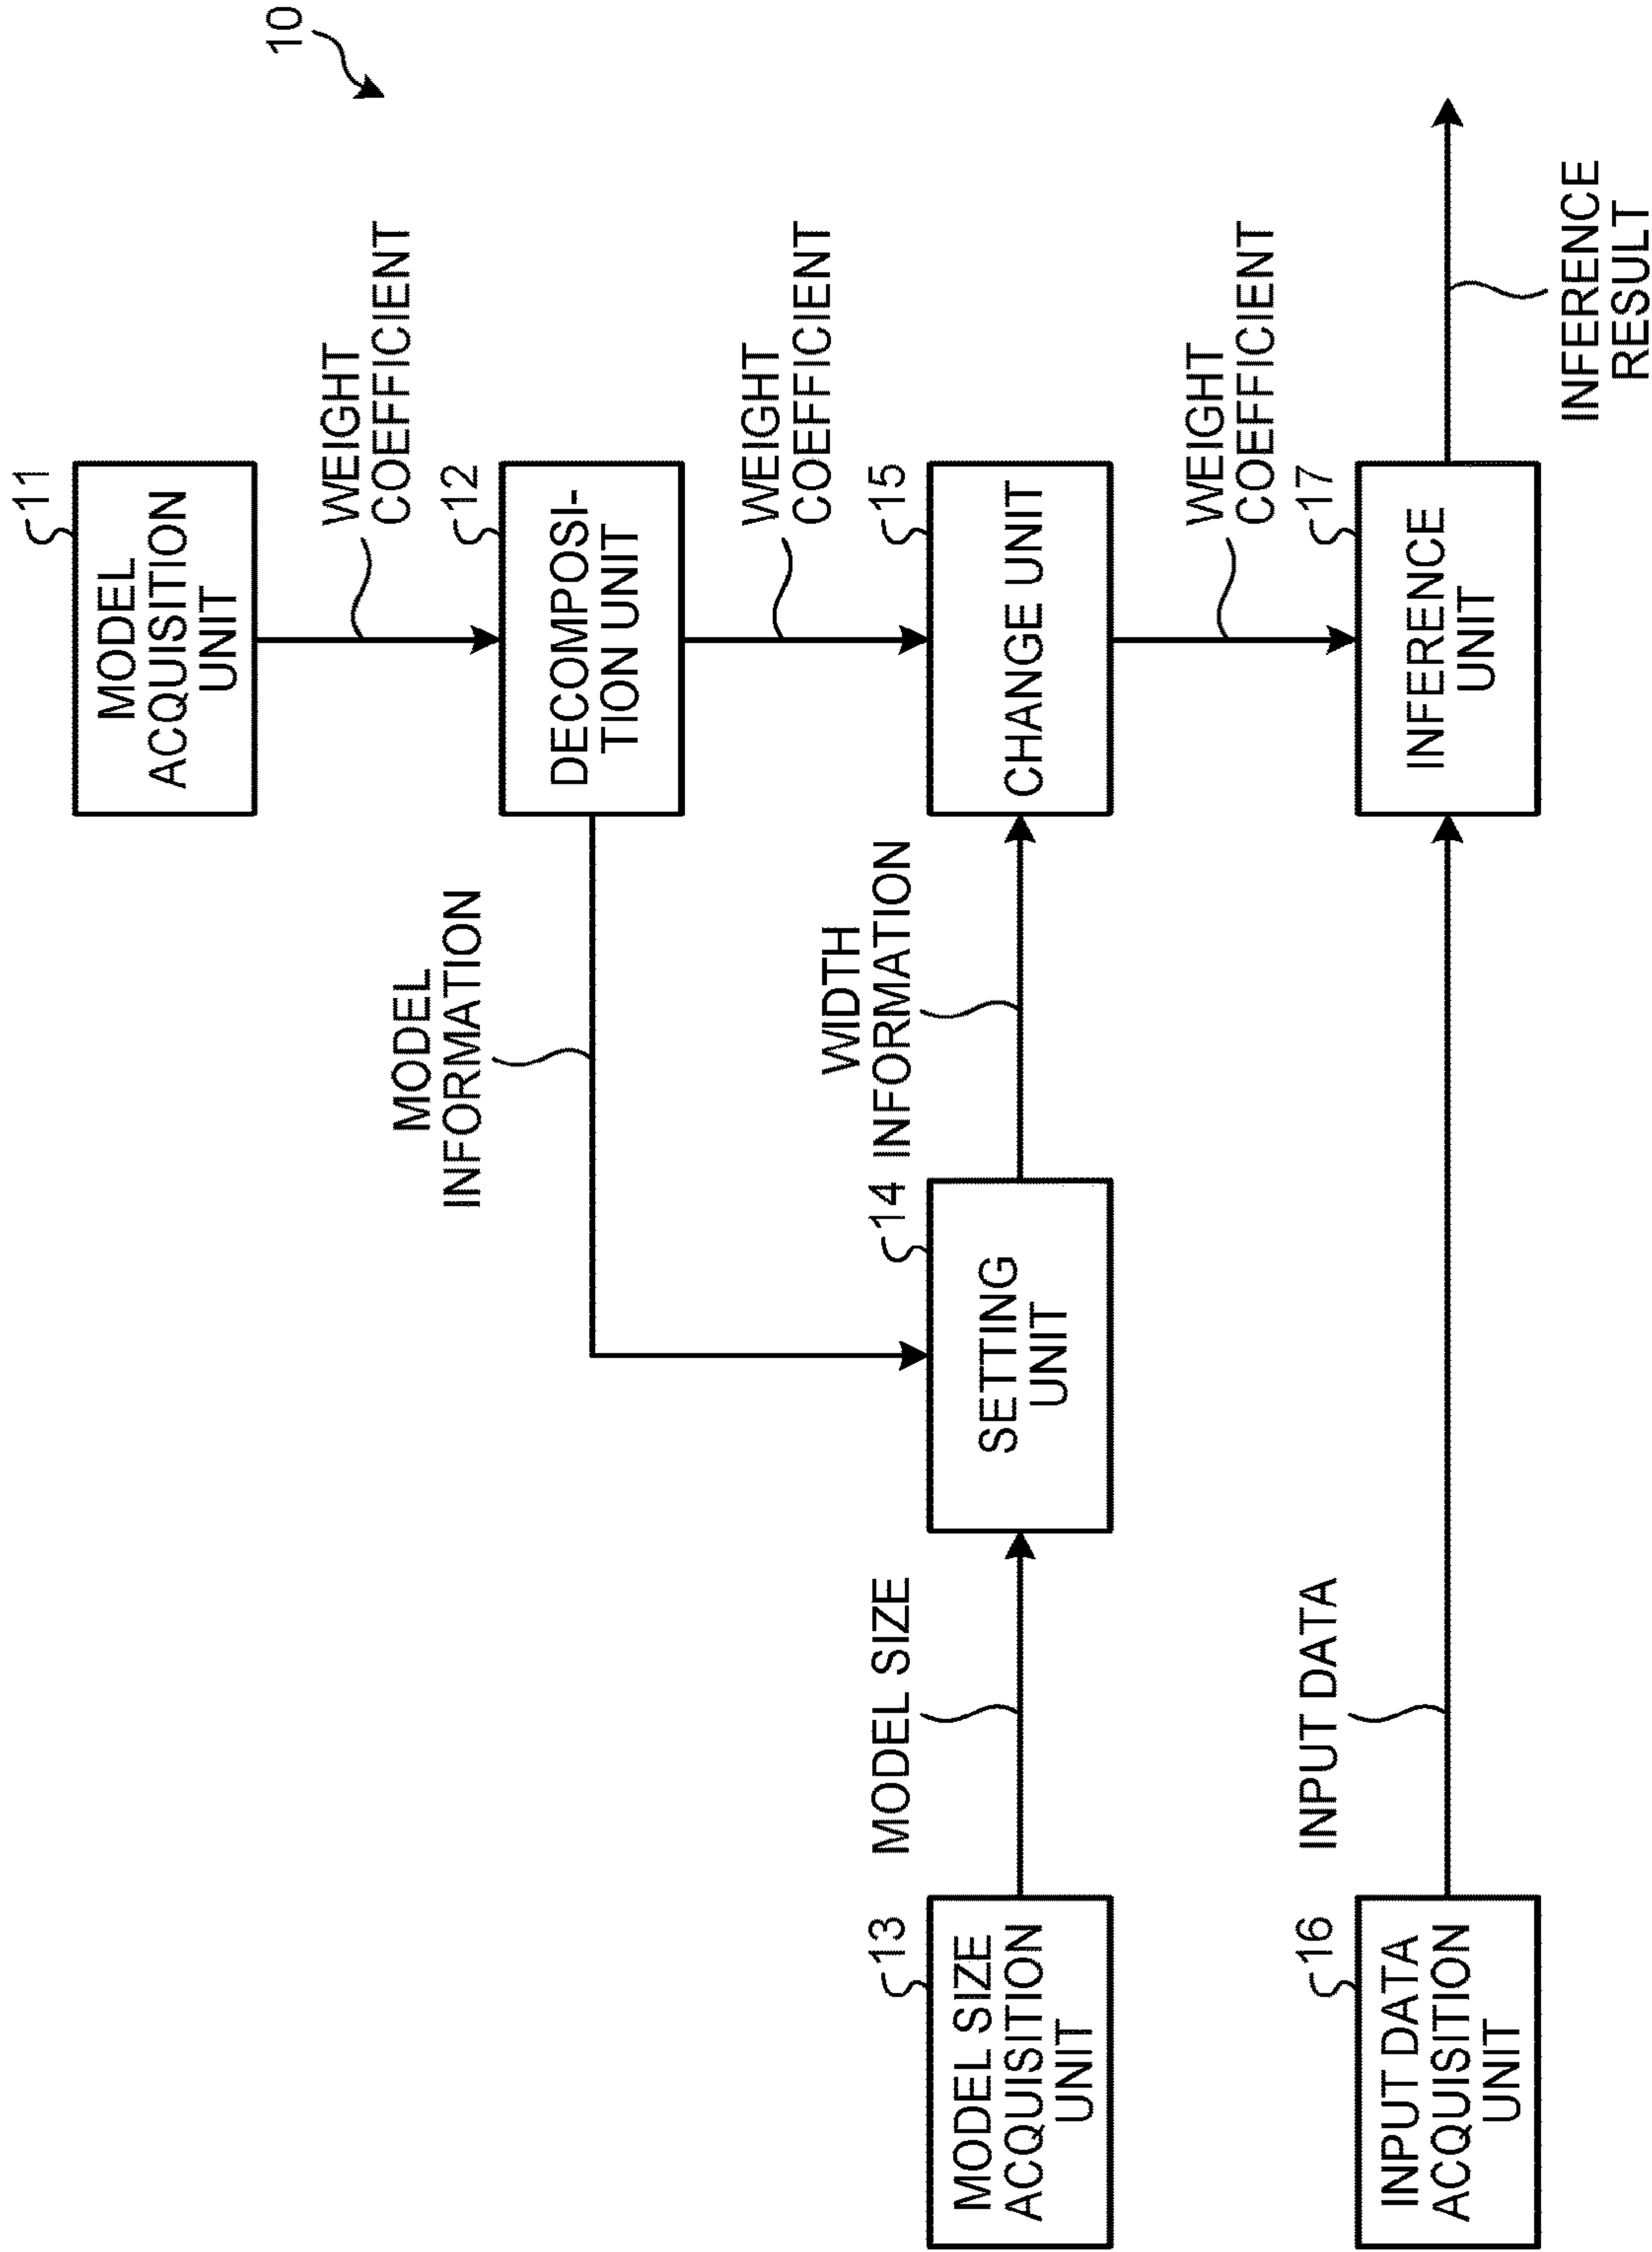 10
11
MODEL
ACQUISITION
UNIT
WEIGHT
COEFFICIENT
12
DECOMPOSI-
TION UNIT
MODEL
INFORMATION
WEIGHT
COEFFICIENT
13
MODEL SIZE
ACQUISITION
UNIT
MODEL SIZE
14
SETTING
UNIT
WIDTH
INFORMATION
15
CHANGE UNIT
WEIGHT
COEFFICIENT
16
INPUT DATA
ACQUISITION
UNIT
INPUT DATA
17
INFERENCE
UNIT
INFERENCE
RESULT